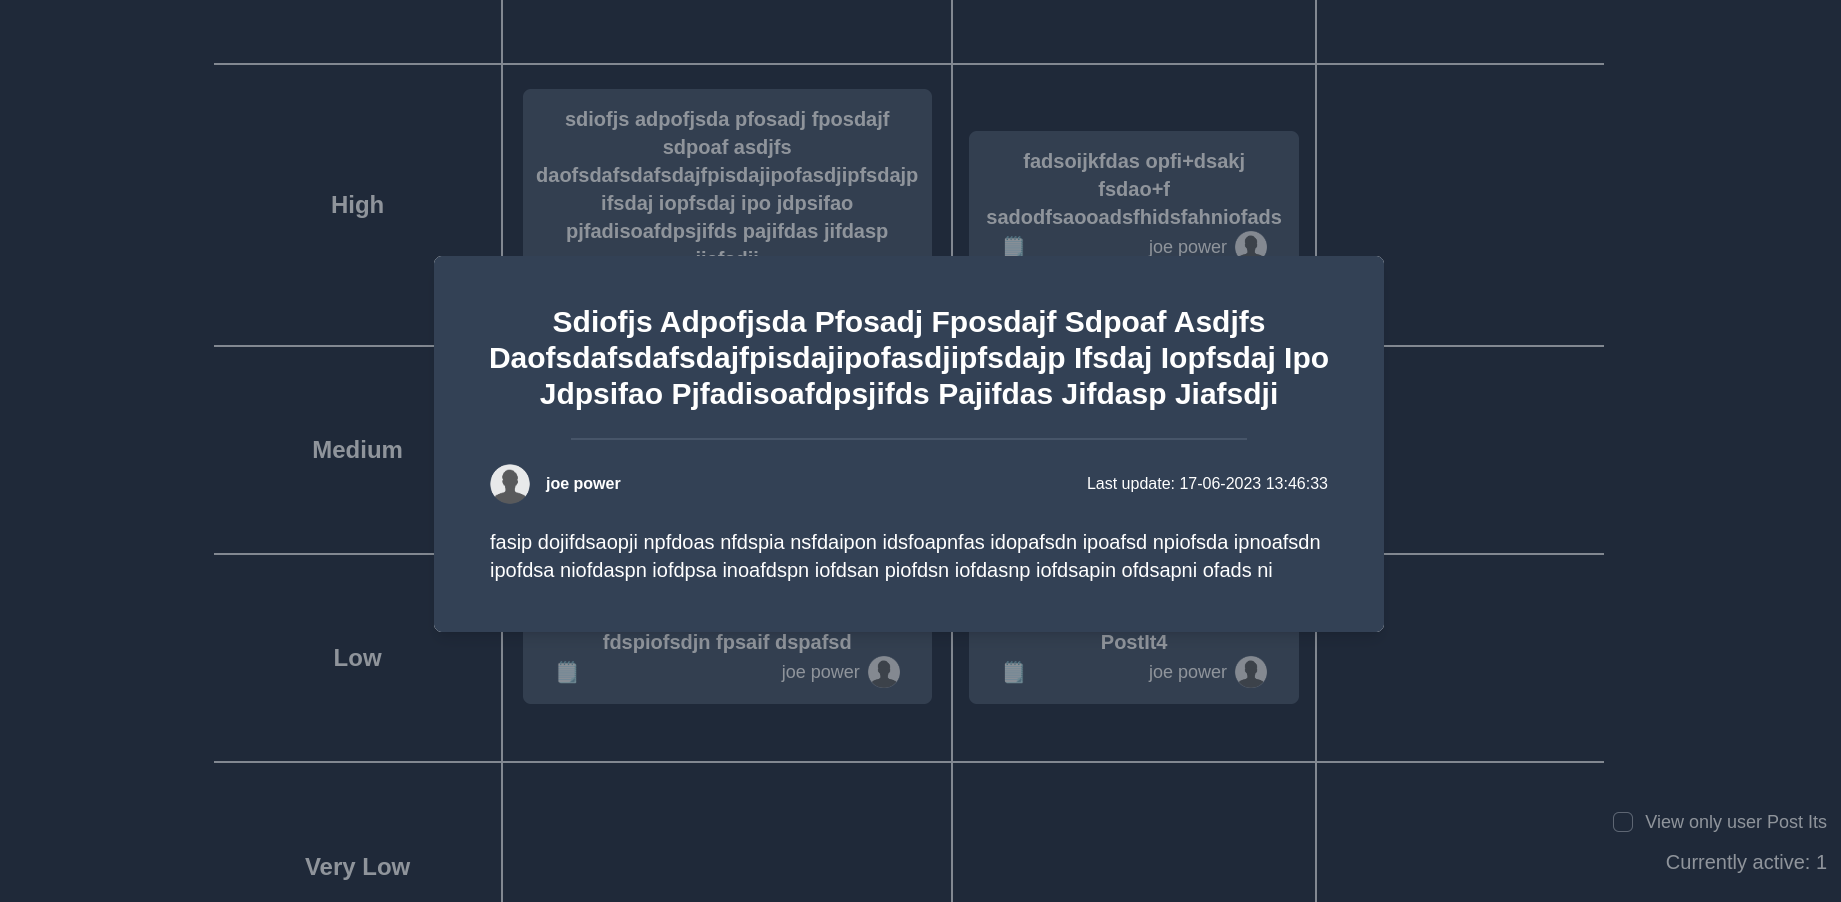 sdiofjs adpofjsda pfosadj fposdajf
sdpoaf asdjfs
daofsdafsdafsdajfpisdajipofasdjipfsdajp
ifsdaj iopfsdaj ipo jdpsifao
pjfadisoafdpsjifds pajifdas jifdasp
fadsoijkfdas opfi+dsakj
fsdao+f
sadodfsaooadsfhidsfahniofads
joe power
High
Sdiofjs Adpofjsda Pfosadj Fposdajf Sdpoaf Asdjfs
Daofsdafsdafsdajfpisdajipofasdjipfsdajp Ifsdaj Iopfsdaj Ipo
Jdpsifao Pjfadisoafdpsjifds Pajifdas Jifdasp Jiafsdji
Medium
joe power
Last update: 17-06-2023 13:46:33
fasip dojifdsaopji npfdoas nfdspia nsfdaipon idsfoapnfas idopafsdn ipoafsd npiofsda ipnoafsdn
ipofdsa niofdaspn iofdpsa inoafdspn iofdsan piofdsn iofdasnp iofdsapin ofdsapni ofads ni
Low
fdspiofsdjn fpsaif dspafsd
joe power
PostIt4
joe power
Very Low
View only user Post Its
Currently active: 1